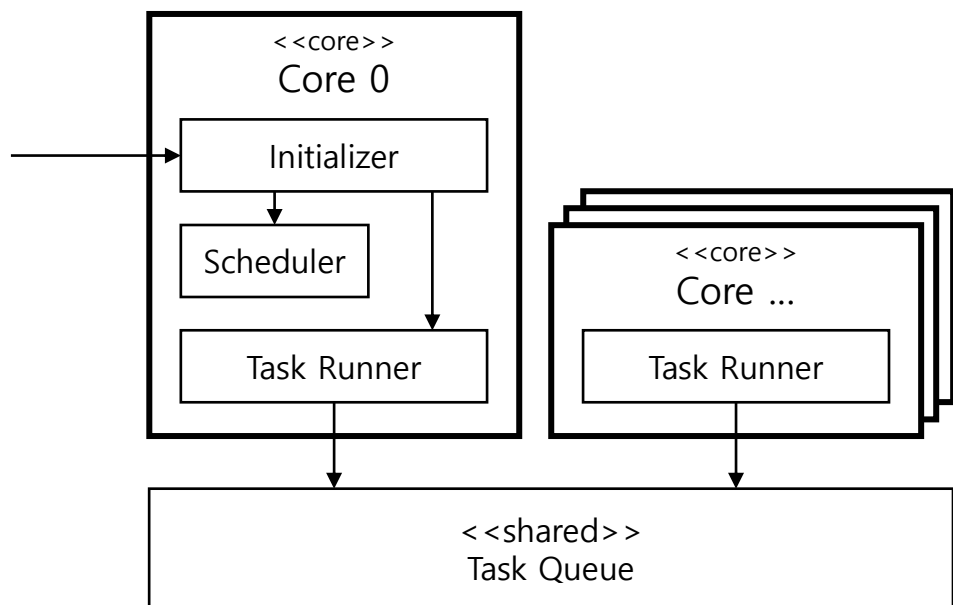 <<core>>
Core 0
Initializer
Scheduler
Task Runner
<<core>>
Core ...
Task Runner
<<shared>>
Task Queue